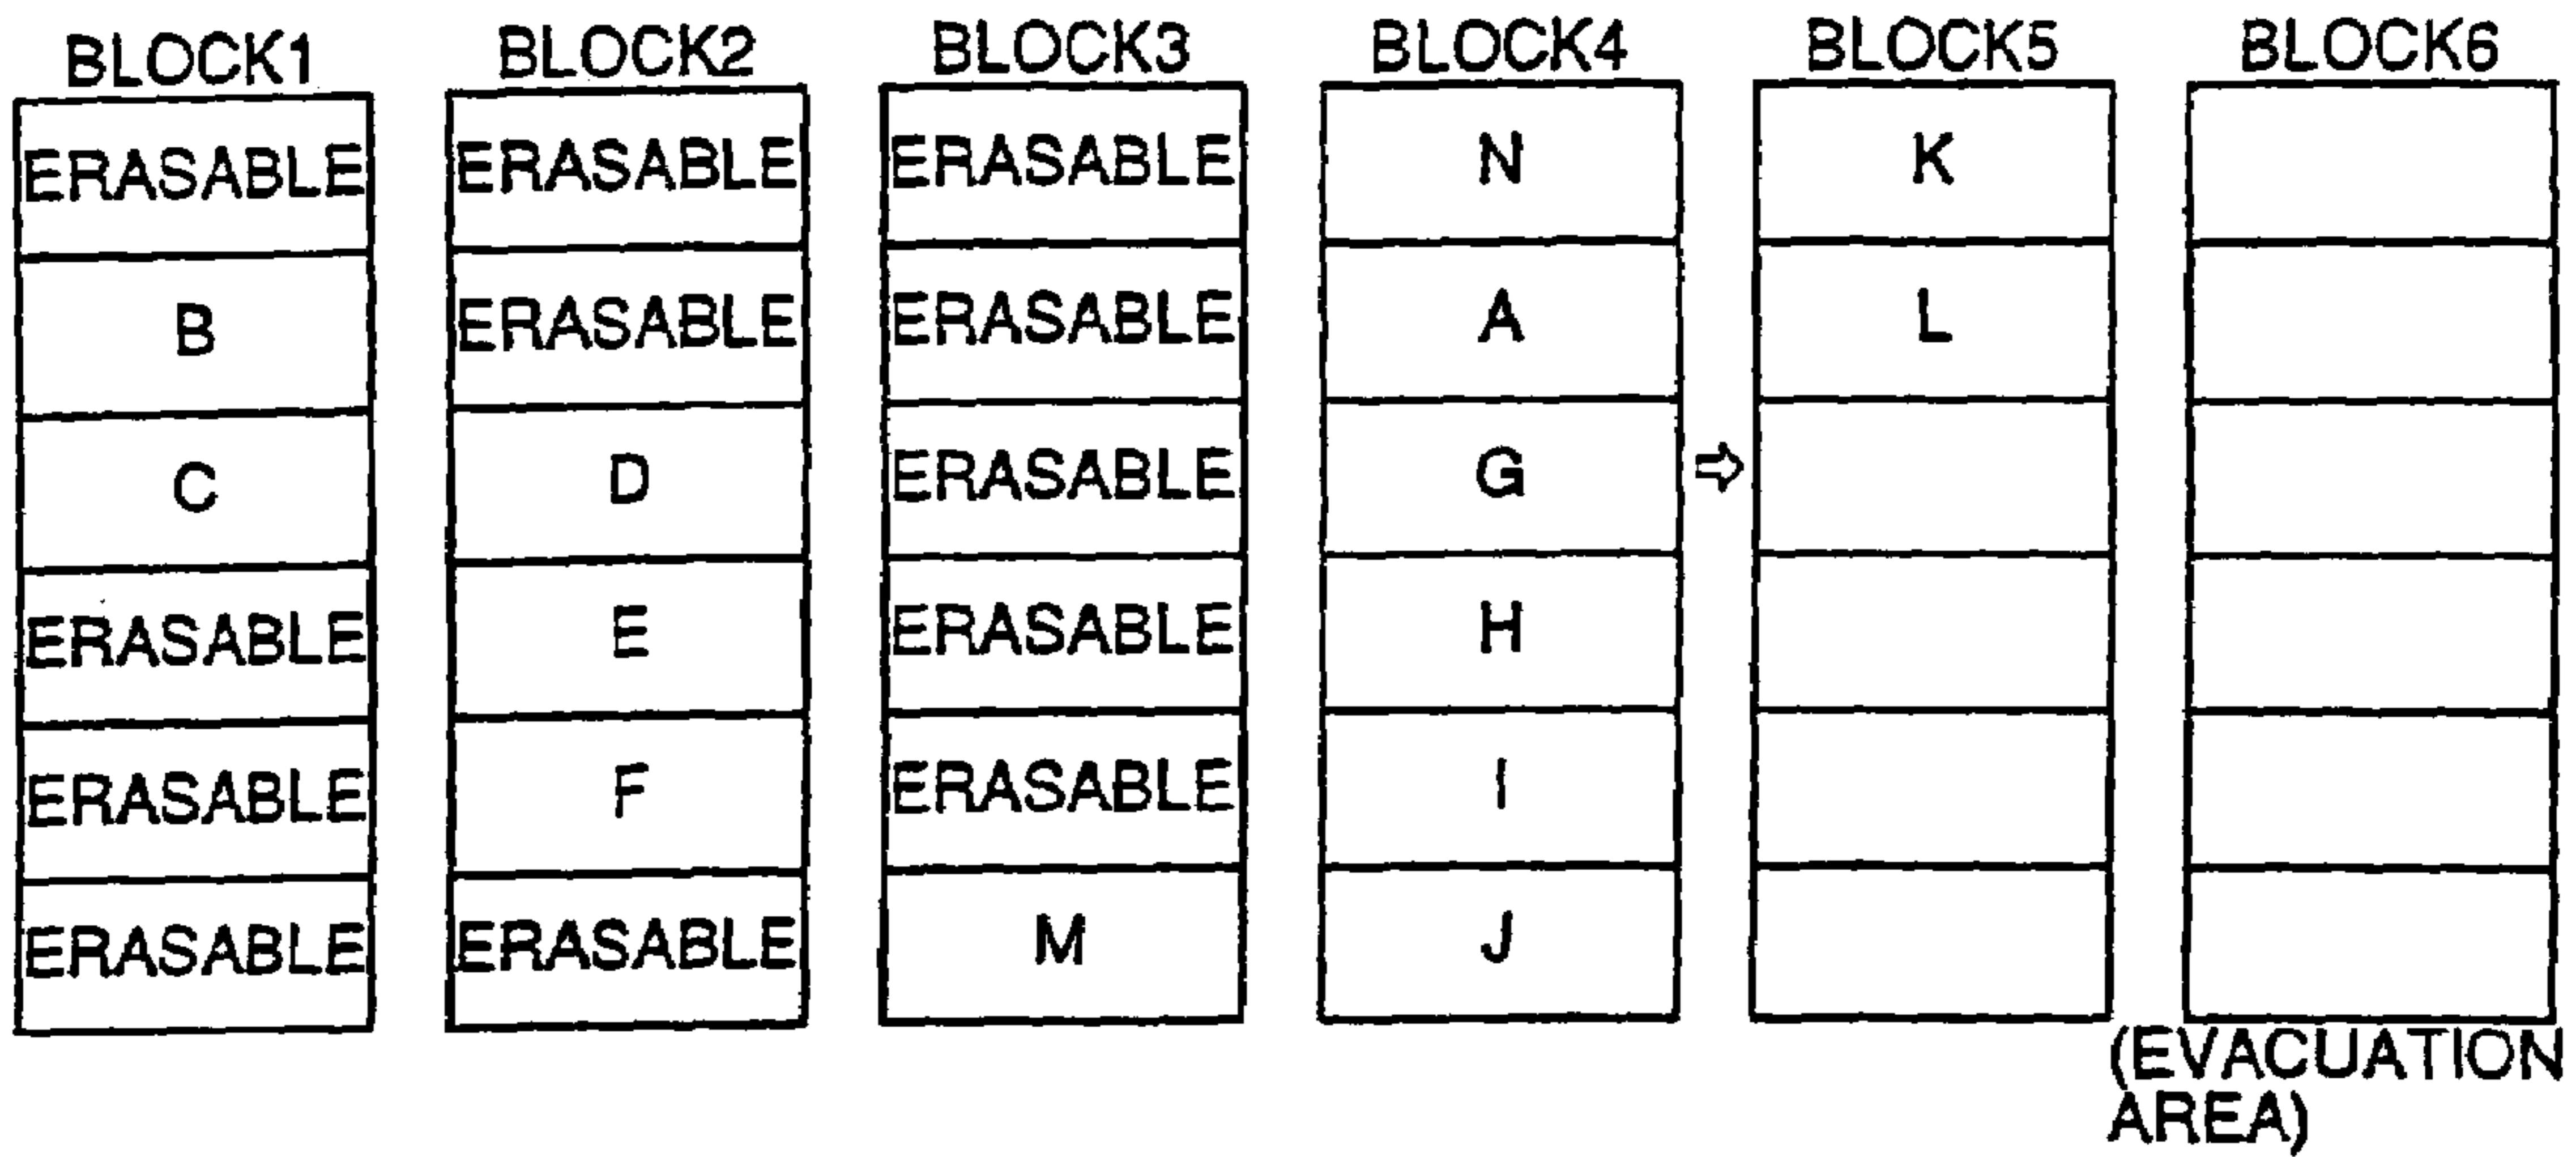 BLOCK1 BLOCK2 BLOCK3 BLOCK4 BLOCK5 BLOCK6
ERASABLE ERASABLE ERASABLE N K
B ERASABLE ERASABLE A L
C D ERASABLE G ⇨
ERASABLE E ERASABLE H
ERASABLE F ERASABLE I
ERASABLE ERASABLE M J
(EVACUATION
AREA)